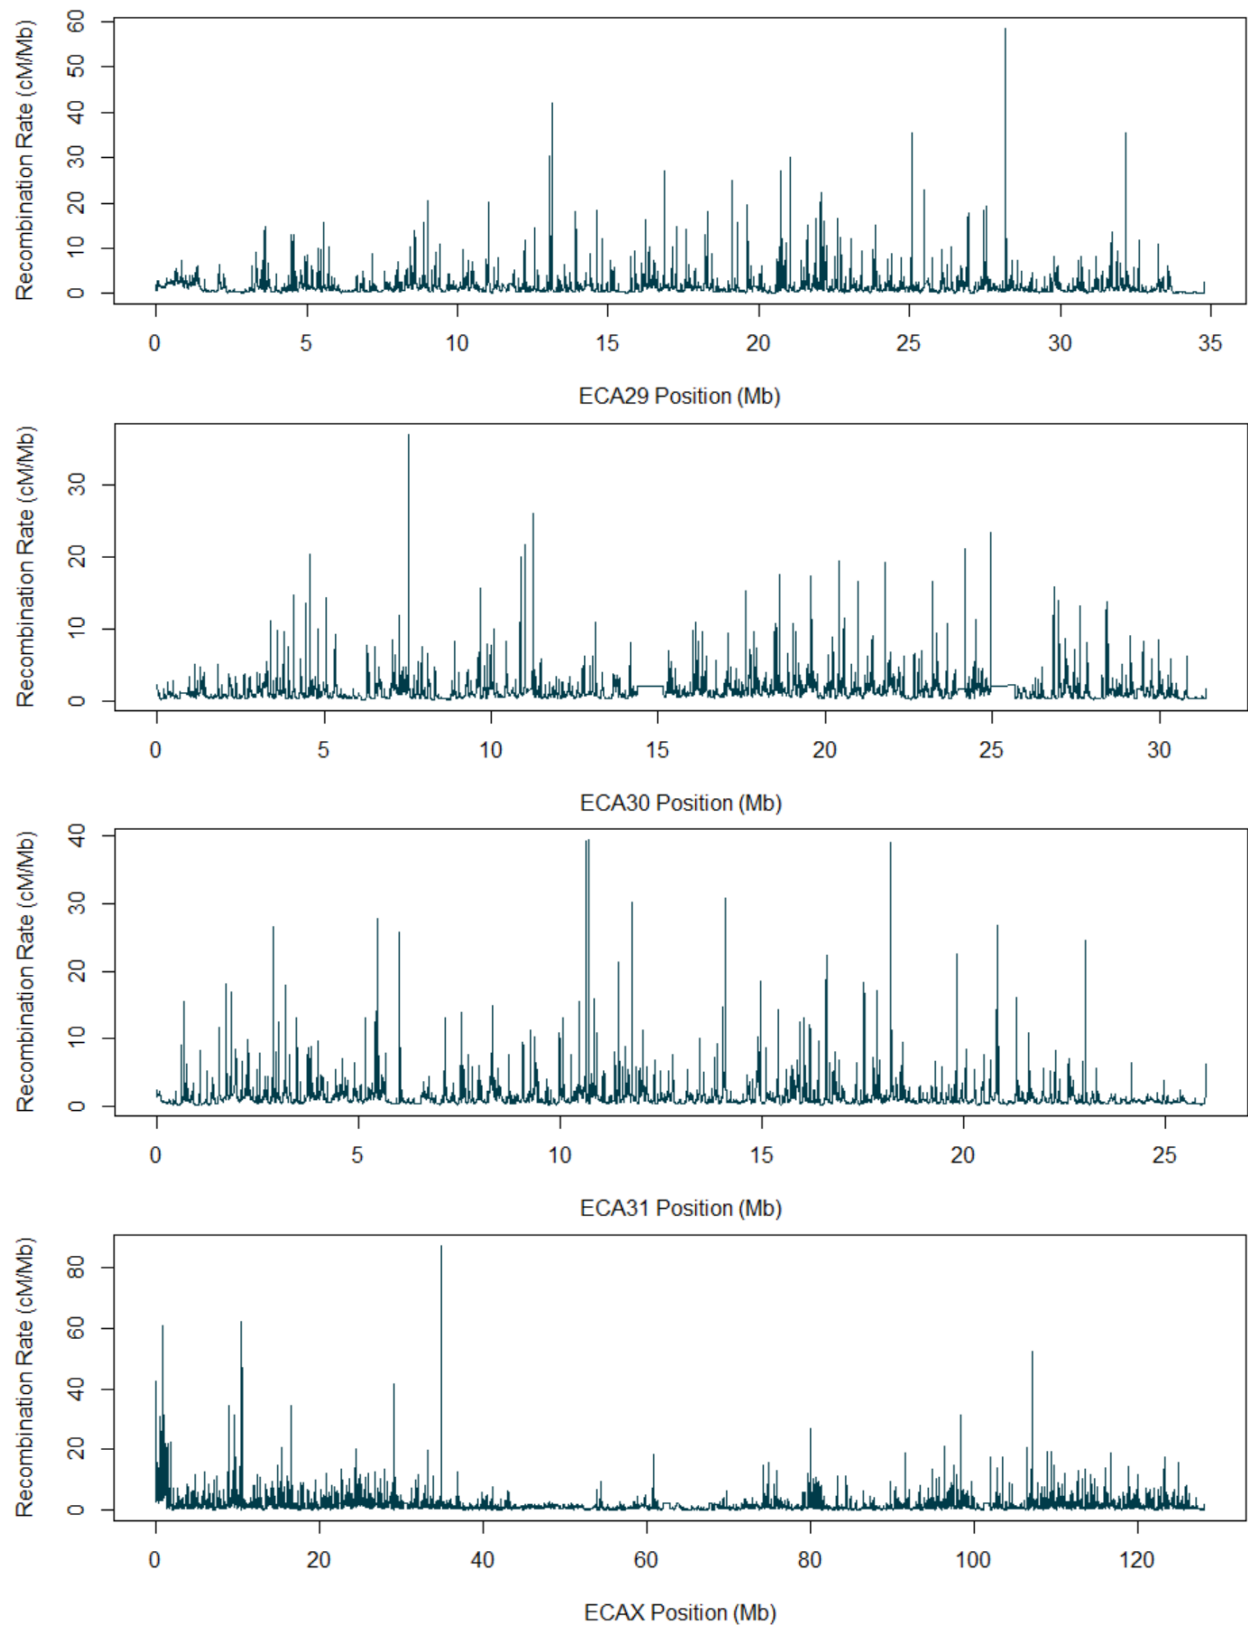 Recombination Rate (cM/Mb)
0 10 20 30 40 50 60
0 5 10 15 20 25 30 35
ECA29 Position (Mb)
Recombination Rate (cM/Mb)
0 10 20 30
0 5 10 15 20 25 30
ECA30 Position (Mb)
Recombination Rate (cM/Mb)
0 10 20 30 40
0 5 10 15 20 25
ECA31 Position (Mb)
Recombination Rate (cM/Mb)
0 20 40 60 80
0 20 40 60 80 100 120
ECAX Position (Mb)